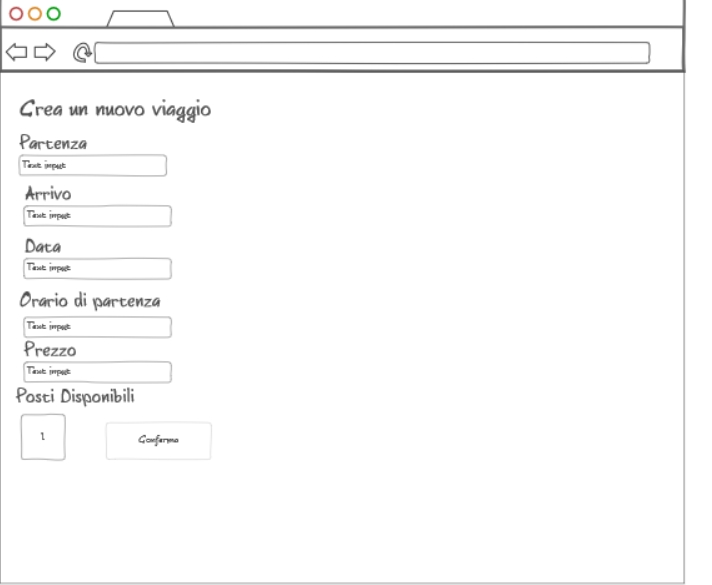 Crea un nuovo viaggio
Partenza
Text input
Arrivo
Text input
Data
Text input
Orario di partenza
Text input
Prezzo
Text input
Posti Disponibili
1
Conferma